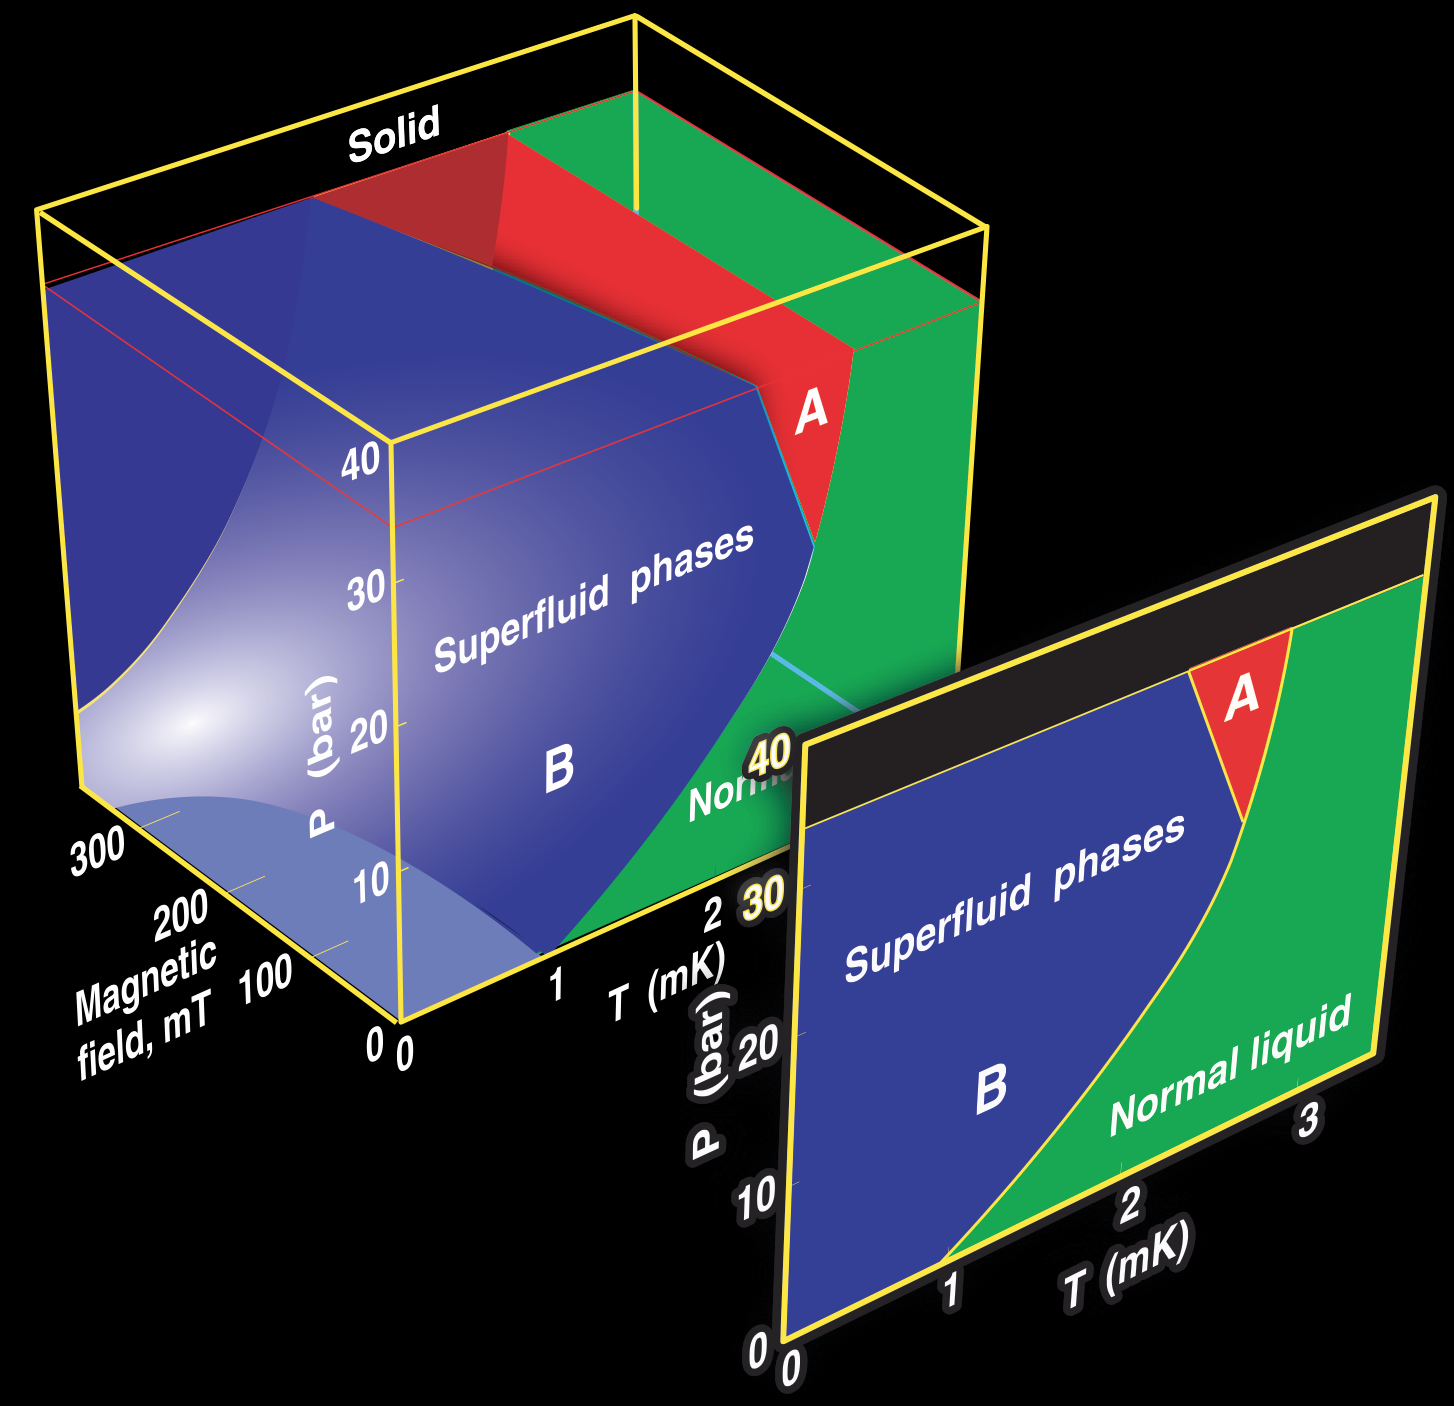 Solid
40
A
30
Superfluid phases
20
P (bar)
B
10
Norm
300
200
100
Magnetic
field, mT
0
0
1
2
T (mK)
40
A
30
Superfluid phases
20
P (bar)
B
Normal liquid
10
0
0
1
2
3
T (mK)